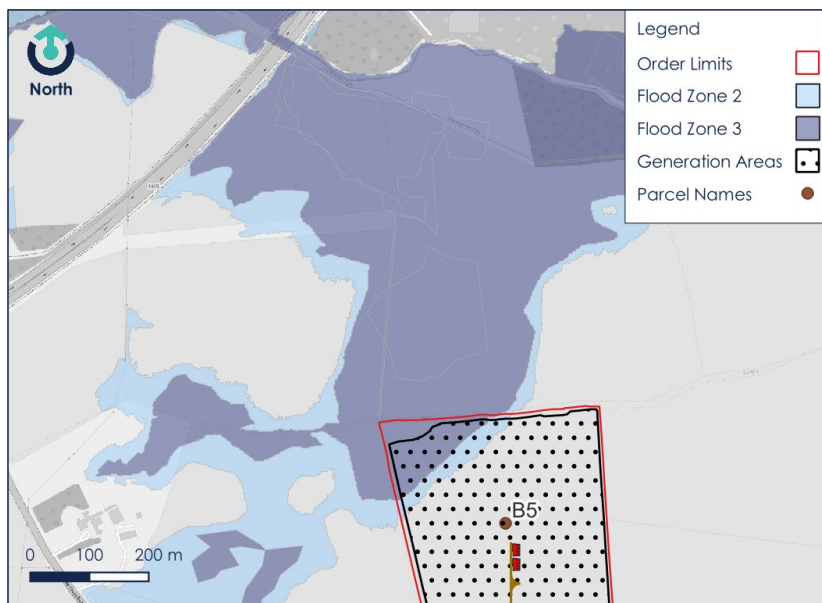 North
Legend
Order Limits
Flood Zone 2
Flood Zone 3
Generation Areas
Parcel Names
B5
0 100 200 m